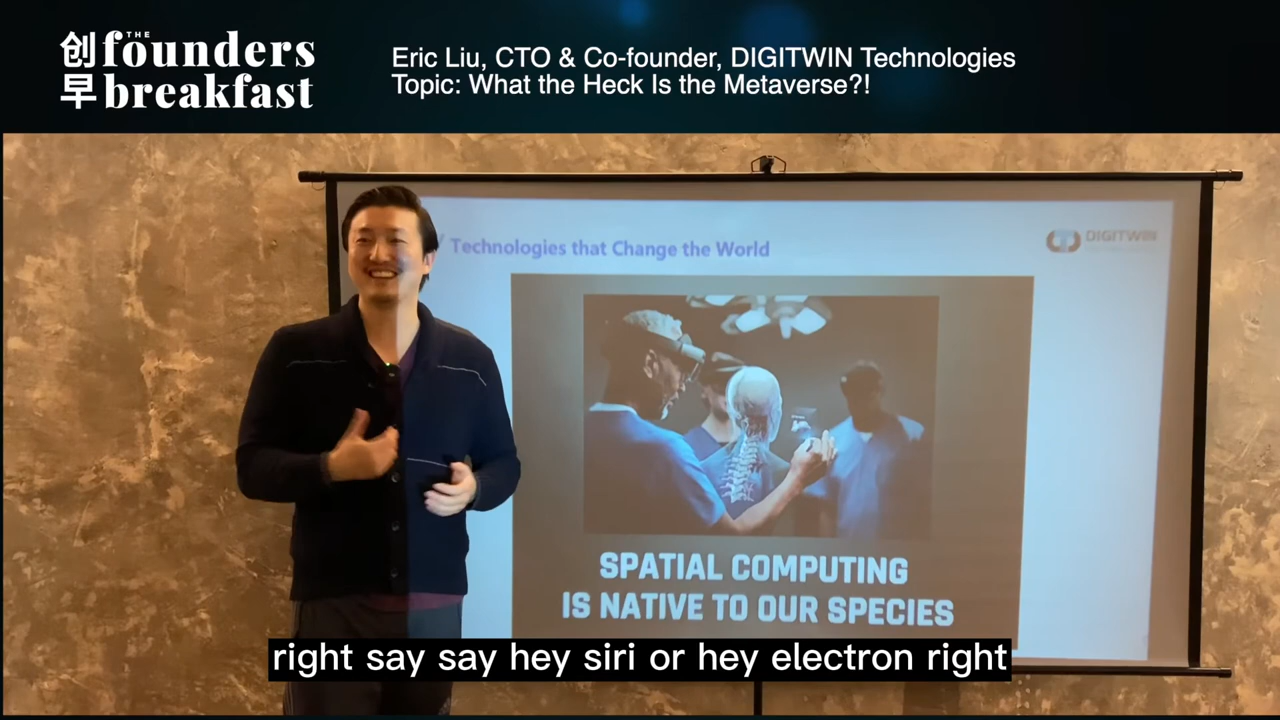 创 THE founders
早 breakfast
Eric Liu, CTO & Co-founder, DIGITWIN Technologies
Topic: What the Heck Is the Metaverse?!
Technologies that Change the World
DIGITWIN
SPATIAL COMPUTING
IS NATIVE TO OUR SPECIES
right say say hey siri or hey electron right